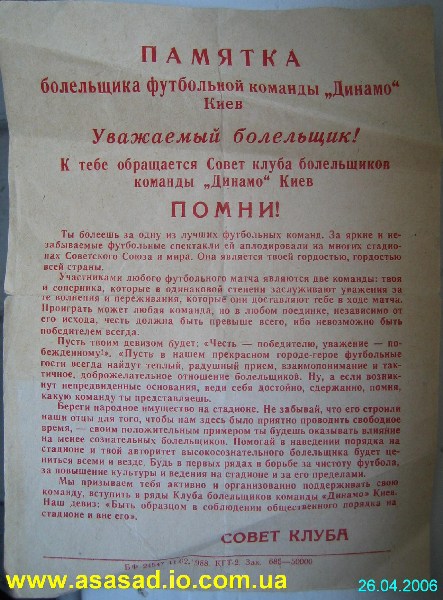 ПАМЯТКА
болельщика футбольной команды „Динамо“
Киев
Уважаемый болельщик!
К тебе обращается Совет клуба болельщиков
команды „Динамо“ Киев
ПОМНИ!
Ты болеешь за одну из лучших футбольных команд. За яркие и не-
забываемые футбольные спектакли ей аплодировали на многих стадио-
нах Советского Союза и мира. Она является твоей гордостью, гордостью
всей страны.
Участниками любого футбольного матча являются две команды: твоя
и соперника, которые в одинаковой степени заслуживают уважения за
те волнения и переживания, которые они доставляют тебе в ходе матча.
Проиграть может любая команда, но в любом поединке, независимо от
его исхода, честь должна быть превыше всего, ибо невозможно быть
победителем всегда.
Пусть твоим девизом будет: «Честь — победителю, уважение — по-
бежденному!», «Пусть в нашем прекрасном городе-герое футбольные
гости всегда найдут теплый, радушный прием, взаимопонимание и так-
тичное, доброжелательное отношение болельщиков. Ну, а если возник-
нут непредвиденные основания, веди себя достойно, сдержанно, помни,
какую команду ты представляешь.
Береги народное имущество на стадионе. Не забывай, что его строили
наши отцы для того, чтобы нам здесь было приятно проводить свободное
время, — своим положительным примером ты будешь оказывать влияние
на менее сознательных болельщиков. Помогай в наведении порядка на
стадионе и твой авторитет высокосознательного болельщика будет це-
ниться всеми и везде. Будь в первых рядах в борьбе за чистоту футбола,
за повышение культуры и ведения на стадионе и за его пределами.
Мы призываем тебя активно и организованно поддерживать свою
команду, вступить в ряды Клуба болельщиков команды «Динамо» Киев.
Наш девиз: «Быть образцом в соблюдении общественного порядка на
стадионе и вне его».
СОВЕТ КЛУБА
БФ 1988. КГТ-2 Зак. 605—50000
www.asasad.io.com.ua
26.04.2006